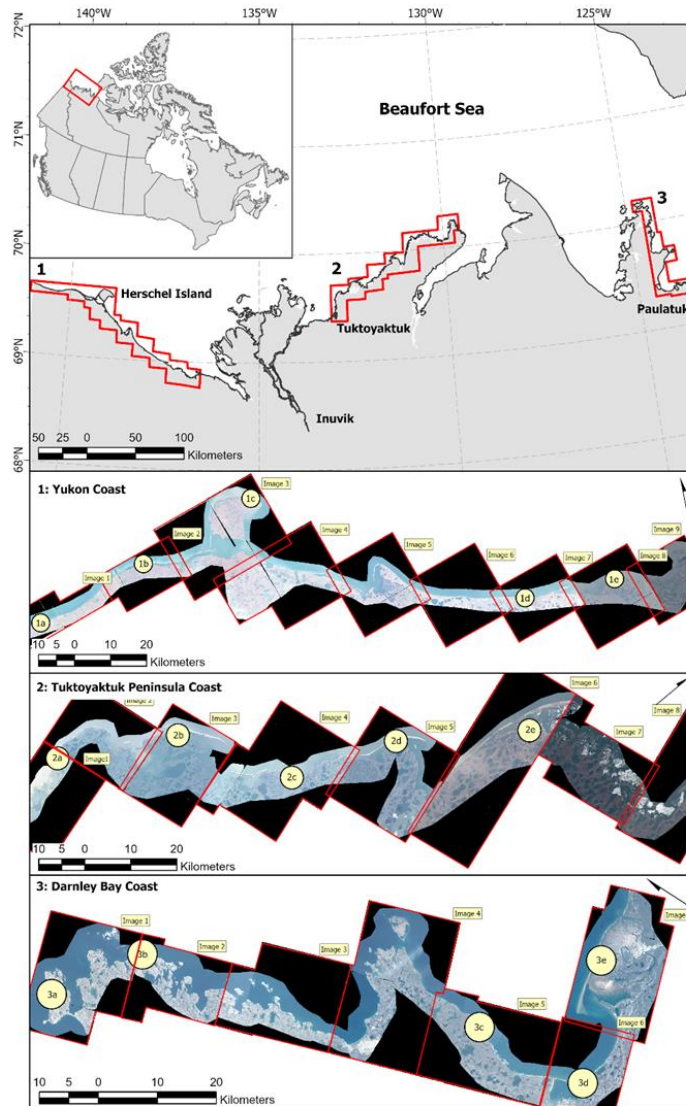 140°W 135°W 130°W 125°W
72°N
71°N
70°N
69°N
68°N
Beaufort Sea
1
Herschel Island
2
Tuktoyaktuk
3
Paulatuk
Inuvik
50 25 0 50 100
Kilometers
1: Yukon Coast
Image 1
Image 2
Image 3
Image 4
Image 5
Image 6
Image 7
Image 8
Image 9
1a
1b
1c
1d
1e
10 5 0 10 20
Kilometers
2: Tuktoyaktuk Peninsula Coast
Image1
Image 2
Image 3
Image 4
Image 5
Image 6
Image 7
Image 8
2a
2b
2c
2d
2e
10 5 0 10 20
Kilometers
3: Darnley Bay Coast
Image 1
Image 2
Image 3
Image 4
Image 5
Image 6
Image
3a
3b
3c
3d
3e
10 5 0 10 20
Kilometers